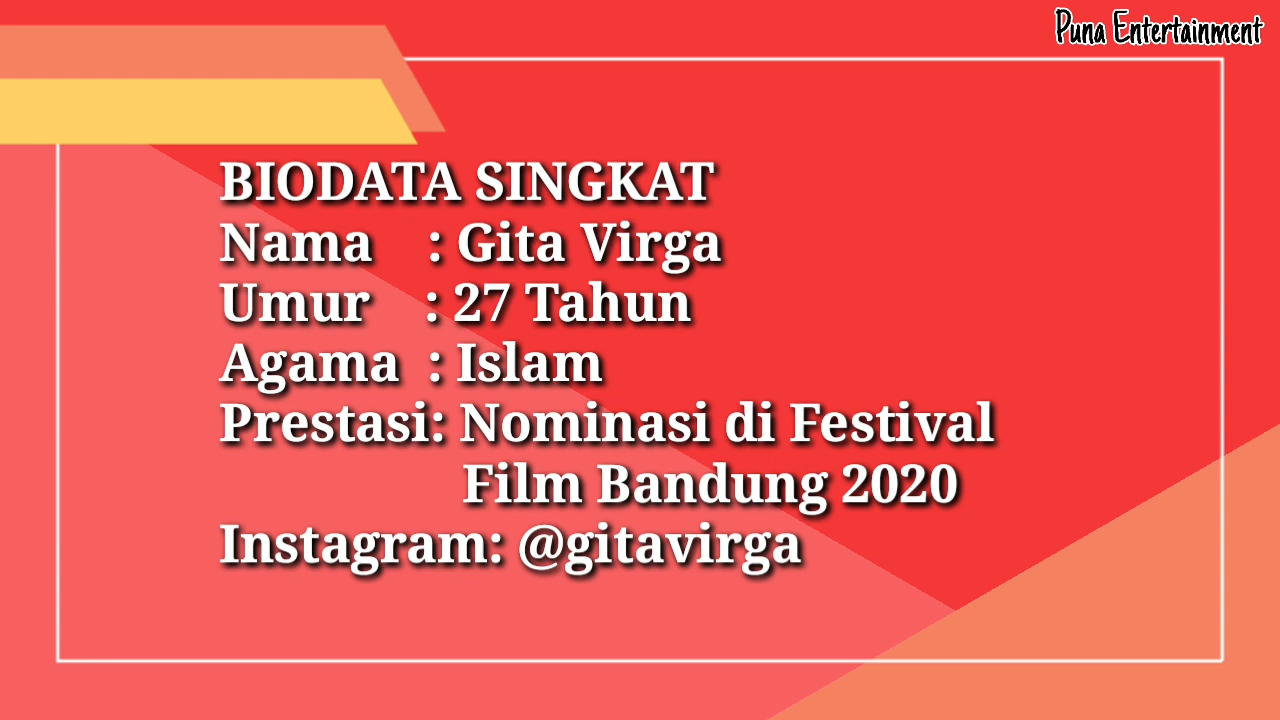 Puna Entertainment
BIODATA SINGKAT
Nama : Gita Virga
Umur : 27 Tahun
Agama : Islam
Prestasi: Nominasi di Festival
Film Bandung 2020
Instagram: @gitavirga